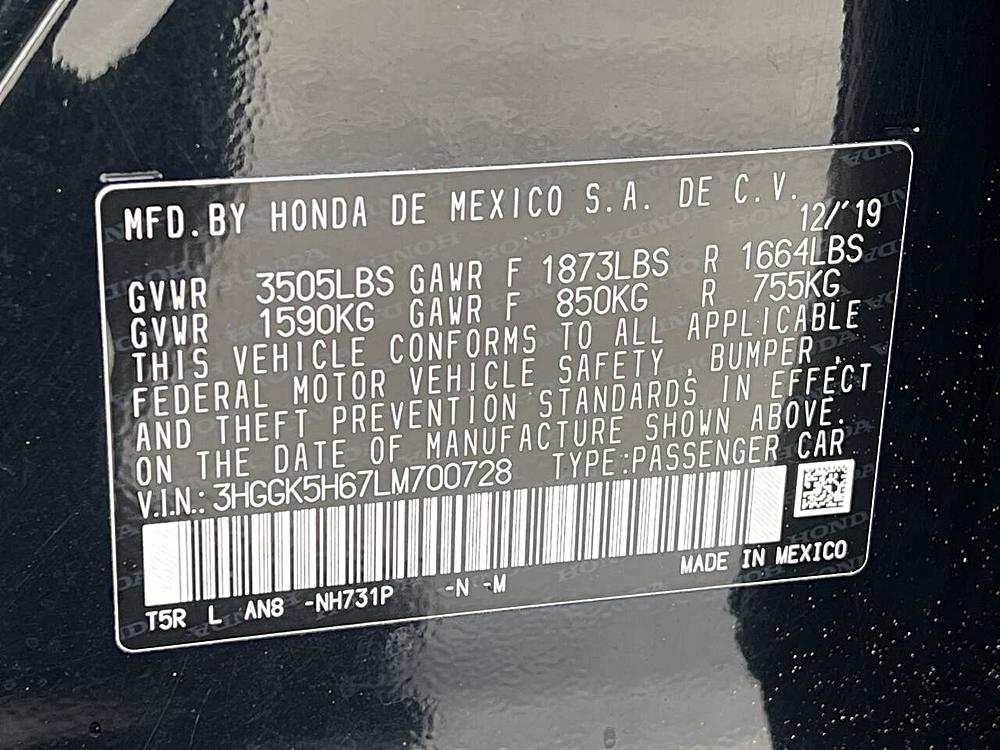 MFD. BY HONDA DE MEXICO S.A. DE C.V.
12/'19
GVWR 3505LBS GAWR F 1873LBS R 1664LBS
GVWR 1590KG GAWR F 850KG R 755KG
THIS VEHICLE CONFORMS TO ALL APPLICABLE
FEDERAL MOTOR VEHICLE SAFETY, BUMPER,
AND THEFT PREVENTION STANDARDS IN EFFECT
ON THE DATE OF MANUFACTURE SHOWN ABOVE.
V.I.N.: 3HGGK5H67LM700728 TYPE:PASSENGER CAR
MADE IN MEXICO
T5R L AN8 -NH731P -N -M